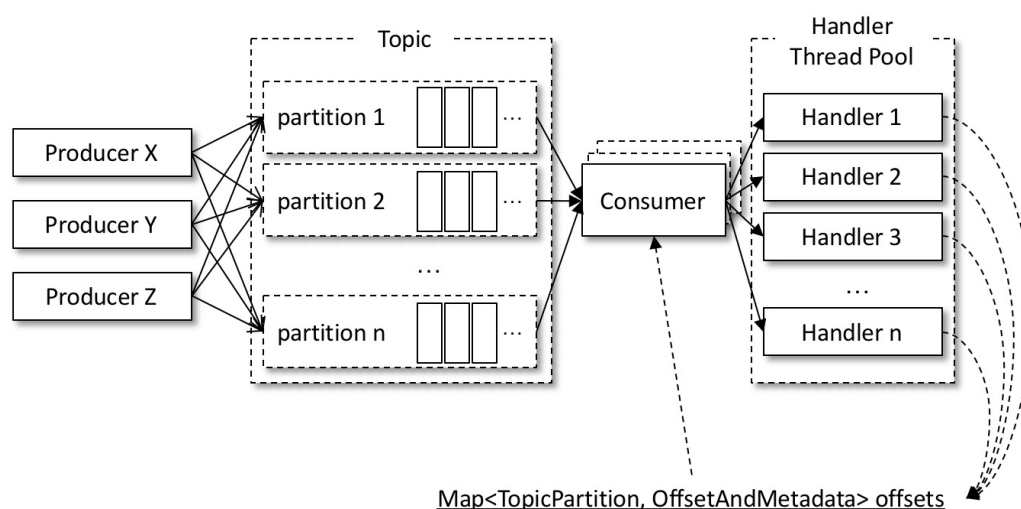 Topic
Handler
Thread Pool
Producer X
Producer Y
Producer Z
partition 1
...
partition 2
...
...
partition n
...
Consumer
Handler 1
Handler 2
Handler 3
...
Handler n
Map<TopicPartition, OffsetAndMetadata> offsets